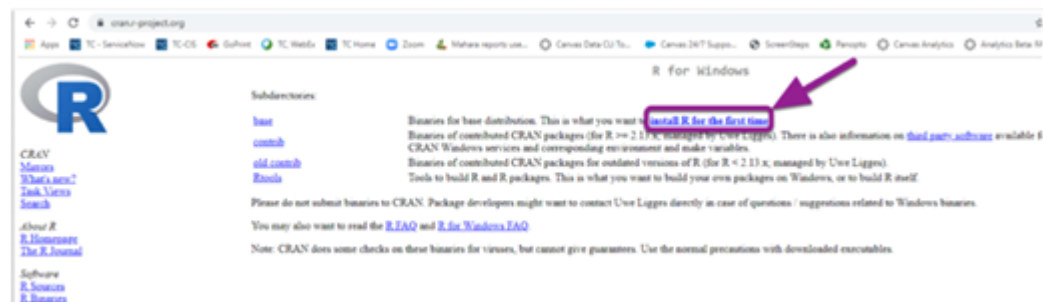 cran.r-project.org
Apps TC - ServiceNow TC-OS GoPrint TC WebEx TC Home Zoom Mahara reports use... Canvas Data CLI To... Canvas 24/7 Suppo... ScreenSteps Panopto Canvas Analytics Analytics Beta
R for Windows
Subdirectories:
base Binaries for base distribution. This is what you want to install R for the first time
contrib Binaries of contributed CRAN packages (for R >= 2.13.x; managed by Uwe Ligges). There is also information on third party software available
CRAN Windows services and corresponding environment and make variables.
old contrib Binaries of contributed CRAN packages for outdated versions of R (for R < 2.13.x; managed by Uwe Ligges).
Rtools Tools to build R and R packages. This is what you want to build your own packages on Windows, or to build R itself.
Please do not submit binaries to CRAN. Package developers might want to contact Uwe Ligges directly in case of questions / suggestions related to Windows binaries.
You may also want to read the R FAQ and R for Windows FAQ.
Note: CRAN does some checks on these binaries for viruses, but cannot give guarantees. Use the normal precautions with downloaded executables.
R
CRAN
Mirrors
What's new?
Task Views
Search
About R
R Homepage
The R Journal
Software
R Sources
R Binaries